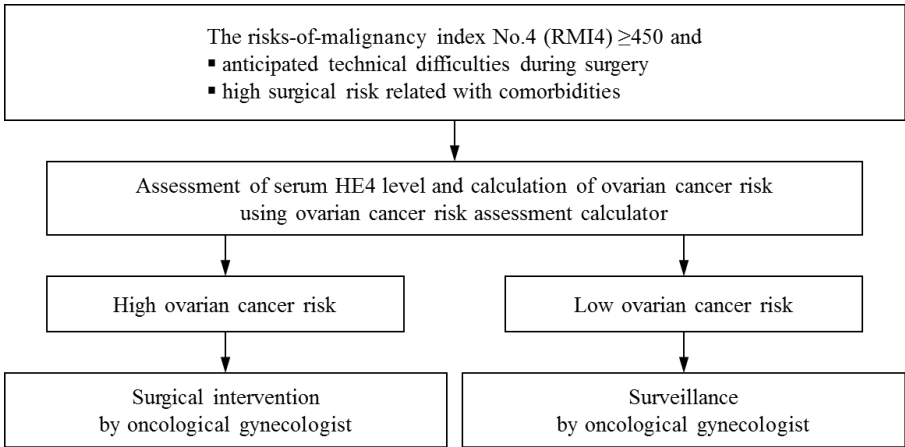 The risks-of-malignancy index No.4 (RMI4) ≥450 and
▪ anticipated technical difficulties during surgery
▪ high surgical risk related with comorbidities
Assessment of serum HE4 level and calculation of ovarian cancer risk
using ovarian cancer risk assessment calculator
High ovarian cancer risk
Low ovarian cancer risk
Surgical intervention
by oncological gynecologist
Surveillance
by oncological gynecologist